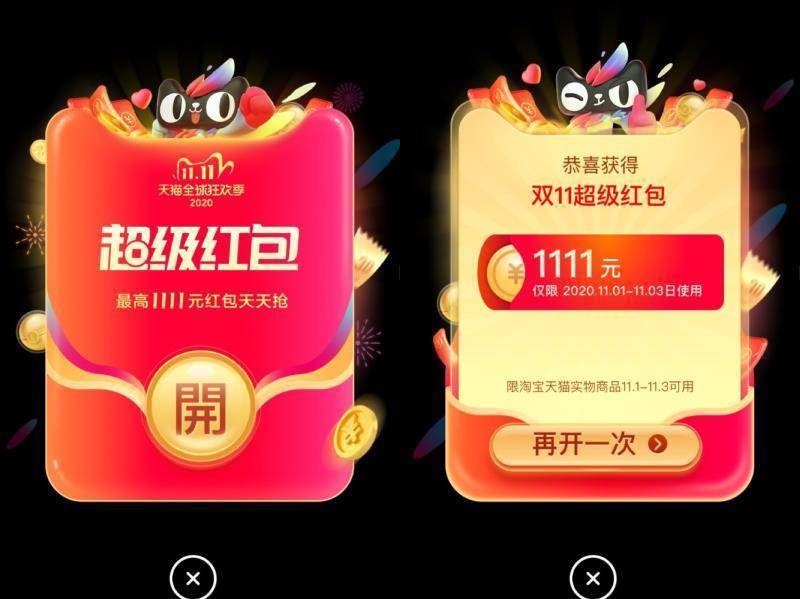 11.11
天猫全球狂欢季
2020
超级红包
最高1111元红包天天抢
開
恭喜获得
双11超级红包
¥
1111元
仅限 2020.11.01-11.03日使用
限淘宝天猫实物商品11.1-11.3可用
再开一次